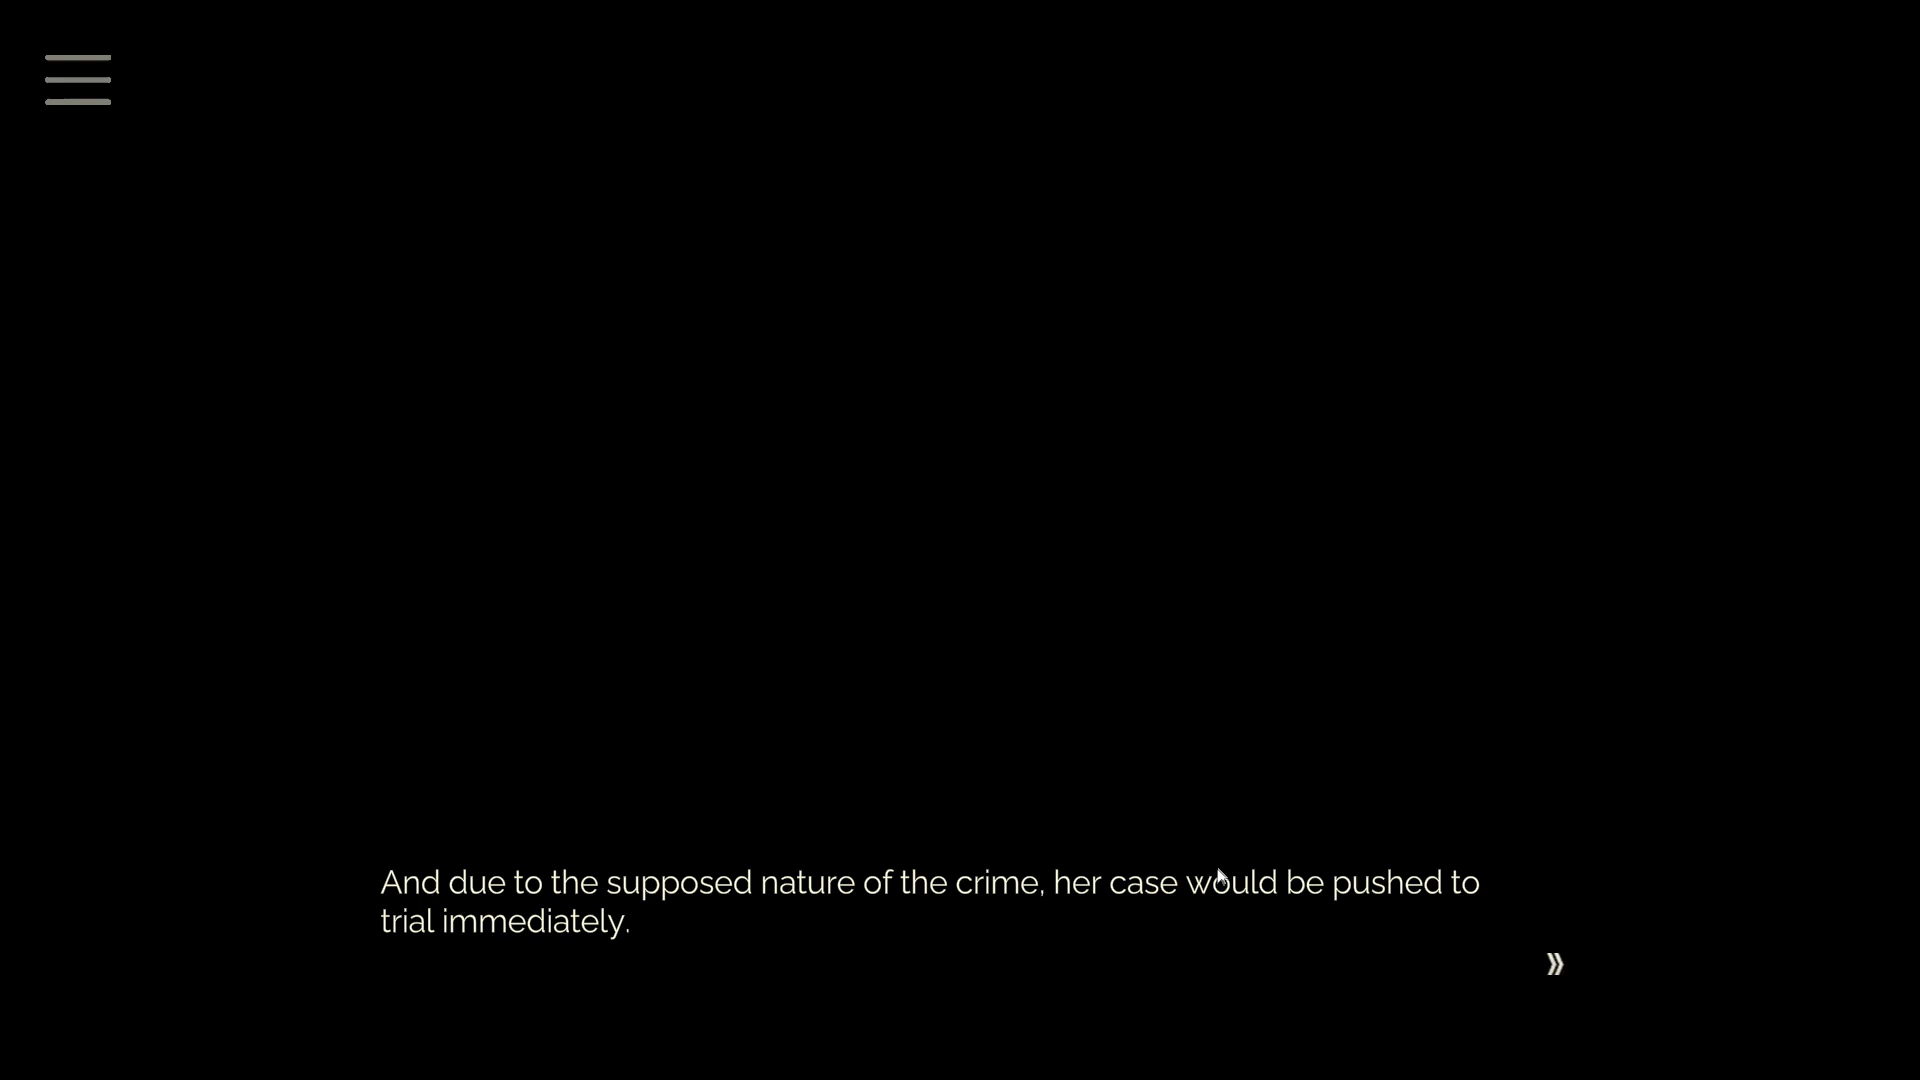 And due to the supposed nature of the crime, her case would be pushed to
trial immediately.